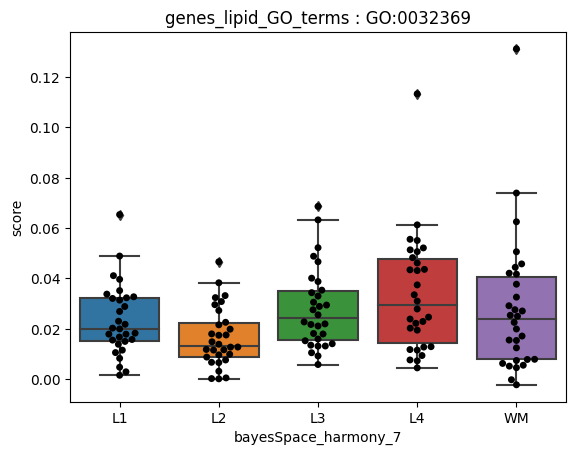 genes_lipid_GO_terms : GO:0032369
0.12
0.10
0.08
0.06
0.04
0.02
0.00
score
L1 L2 L3 L4 WM
bayesSpace_harmony_7